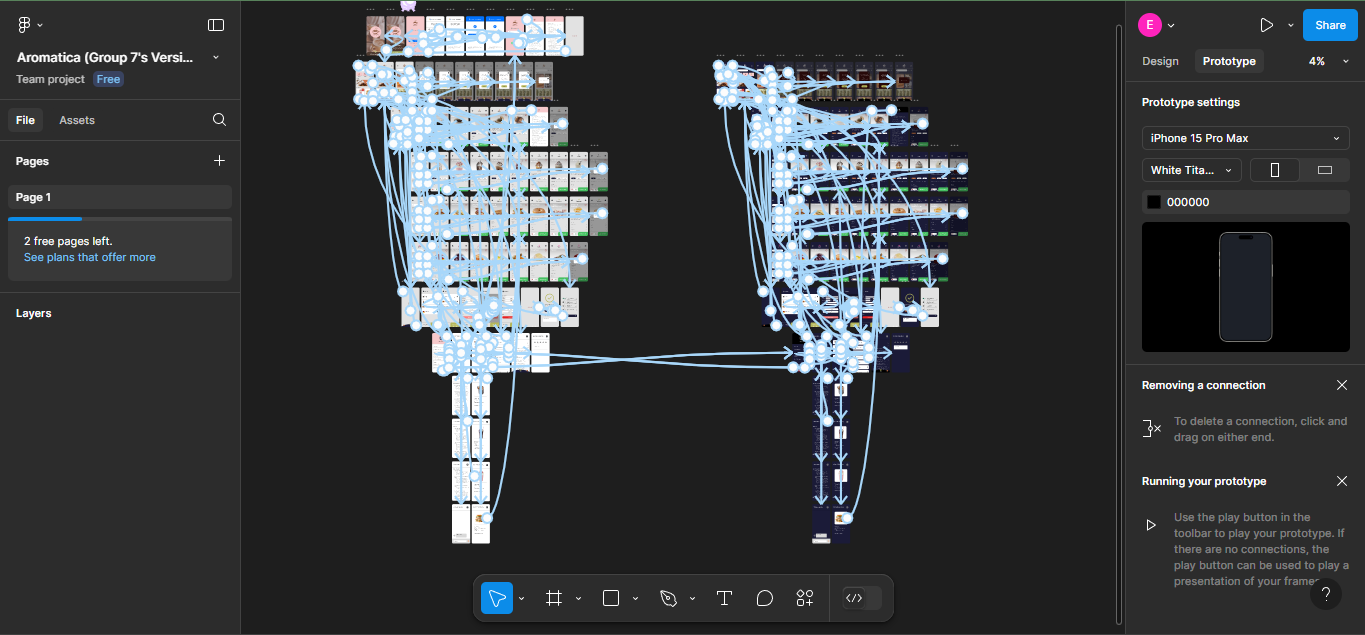 Aromatica (Group 7's Versi...
Team project Free
File Assets
Pages
Page 1
2 free pages left.
See plans that offer more
Layers
E
Share
Design Prototype 4%
Prototype settings
iPhone 15 Pro Max
White Tita...
000000
Removing a connection
To delete a connection, click and
drag on either end.
Running your prototype
Use the play button in the
toolbar to play your prototype. If
there are no connections, the
play button can be used to play a
presentation of your frames
?
T